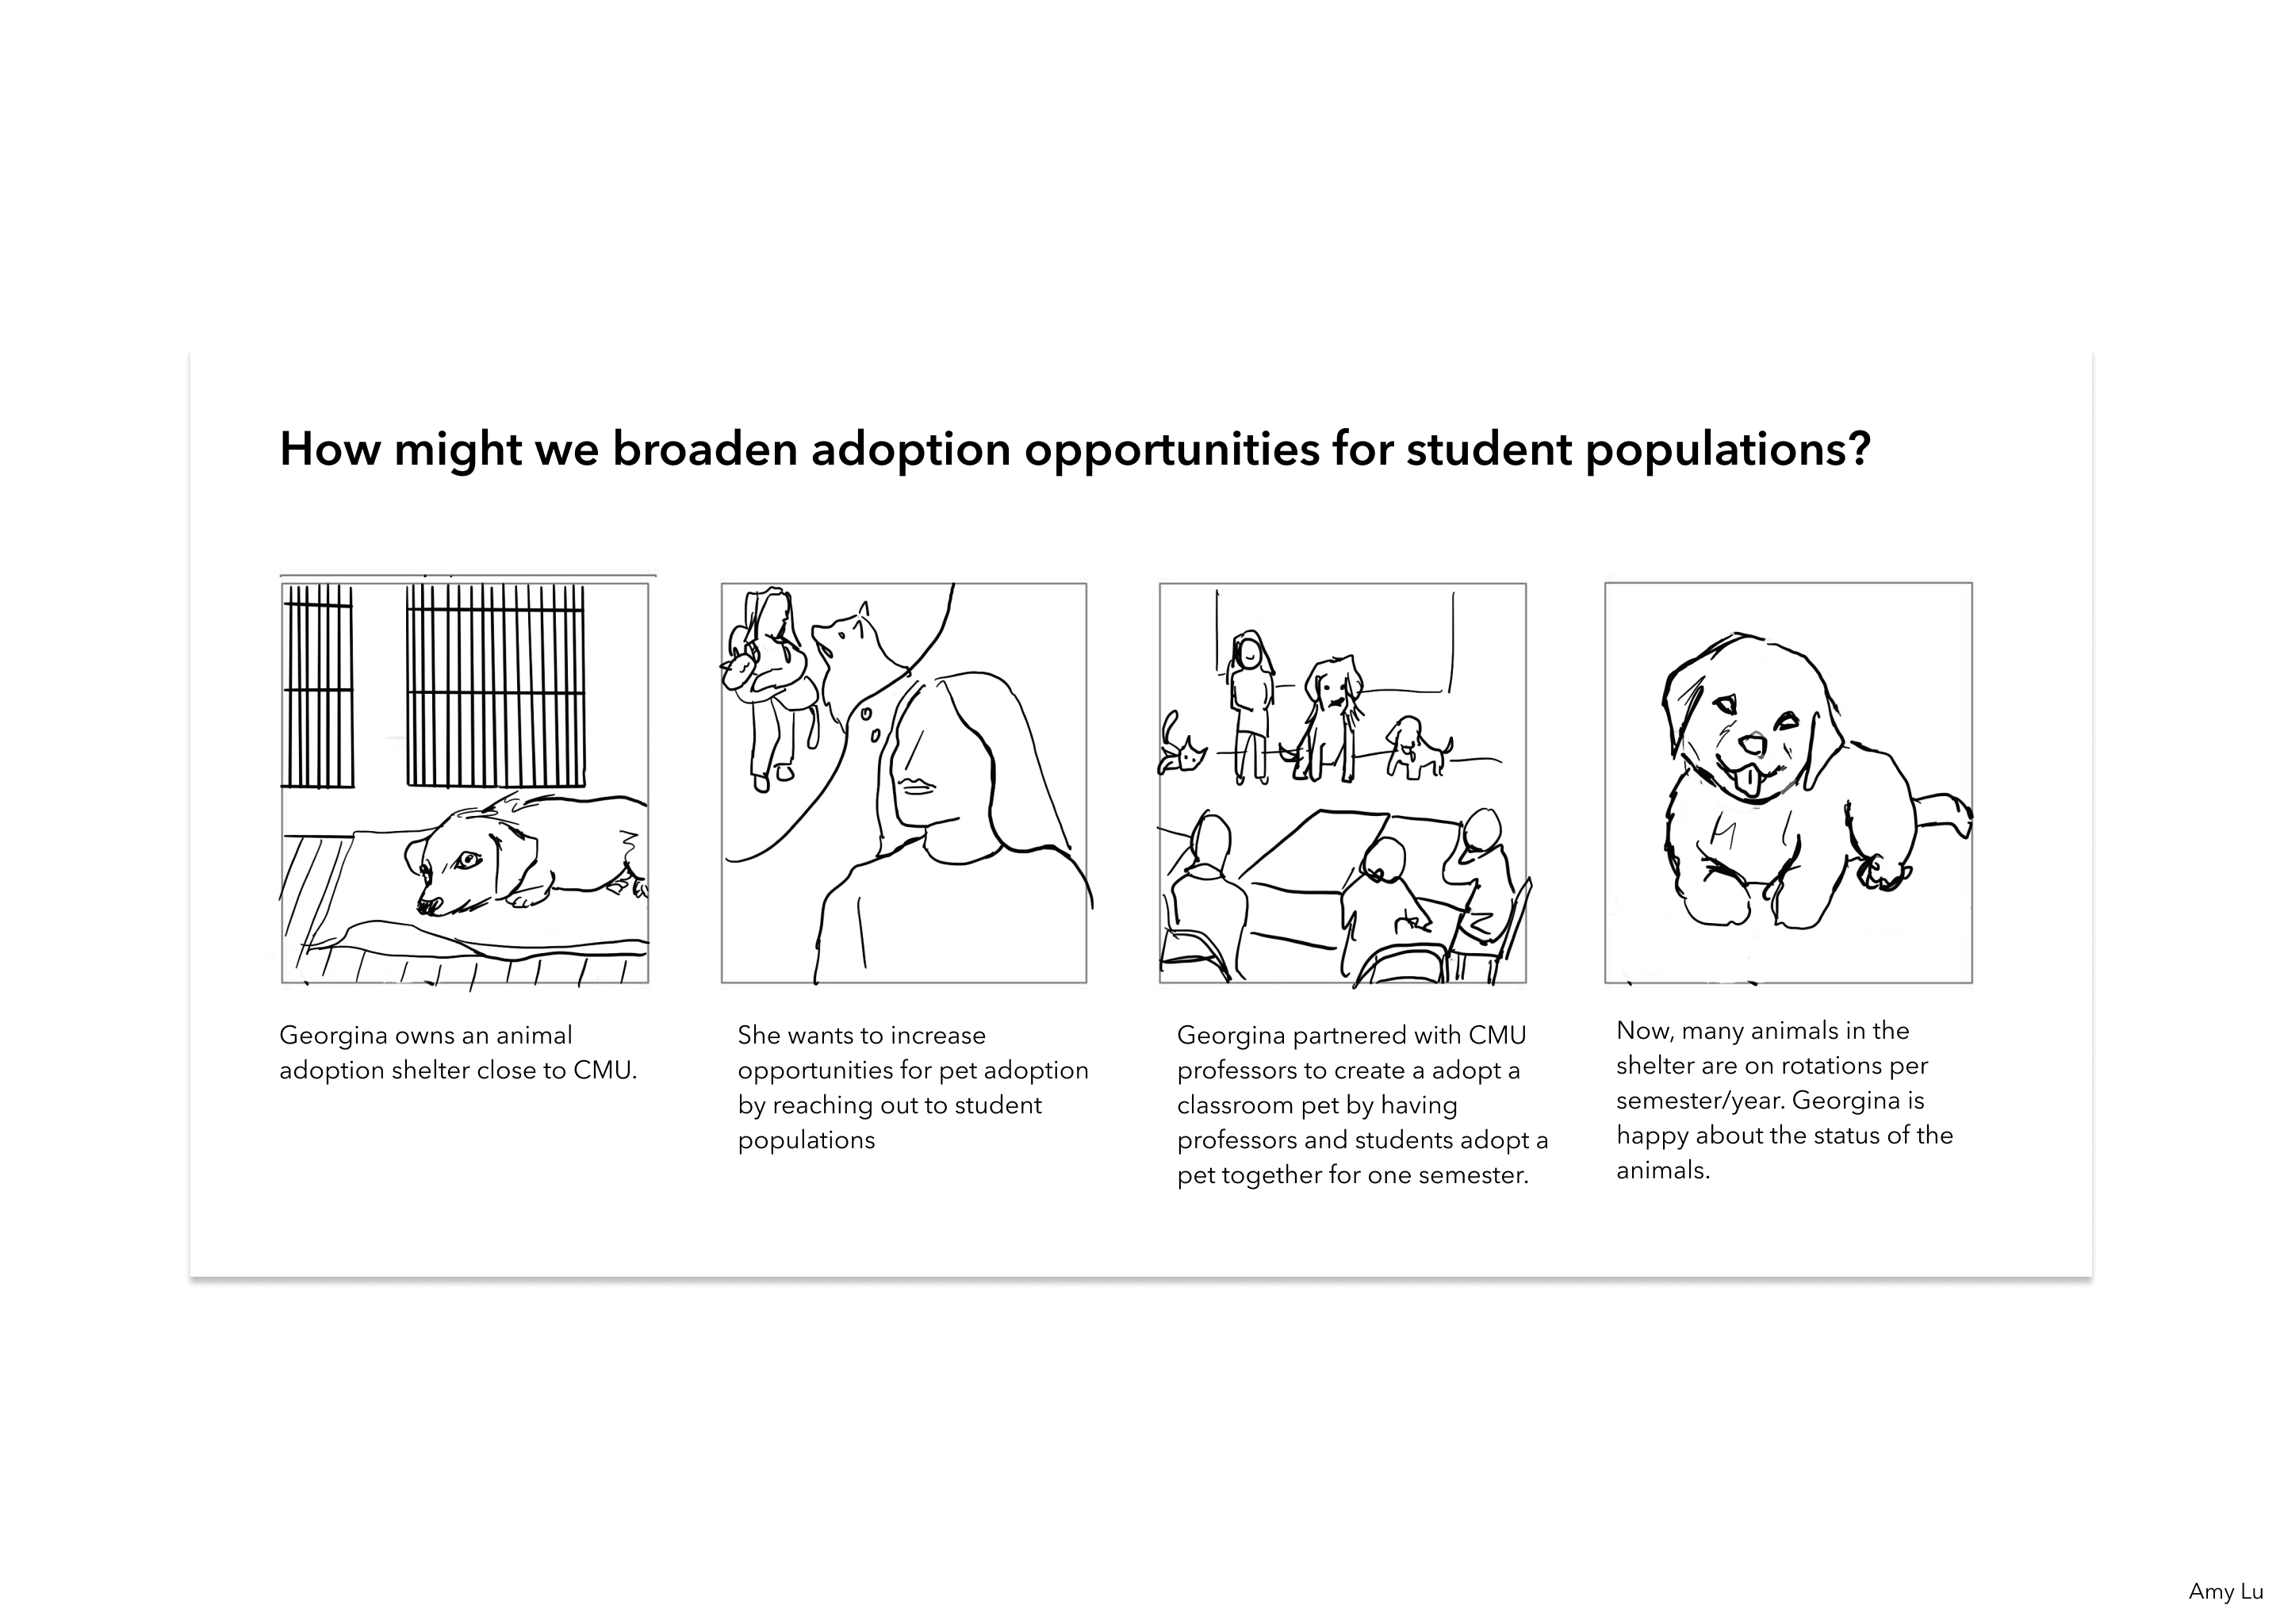 How might we broaden adoption opportunities for student populations?
Georgina owns an animal
adoption shelter close to CMU.
She wants to increase
opportunities for pet adoption
by reaching out to student
populations
Georgina partnered with CMU
professors to create a adopt a
classroom pet by having
professors and students adopt a
pet together for one semester.
Now, many animals in the
shelter are on rotations per
semester/year. Georgina is
happy about the status of the
animals.
Amy Lu